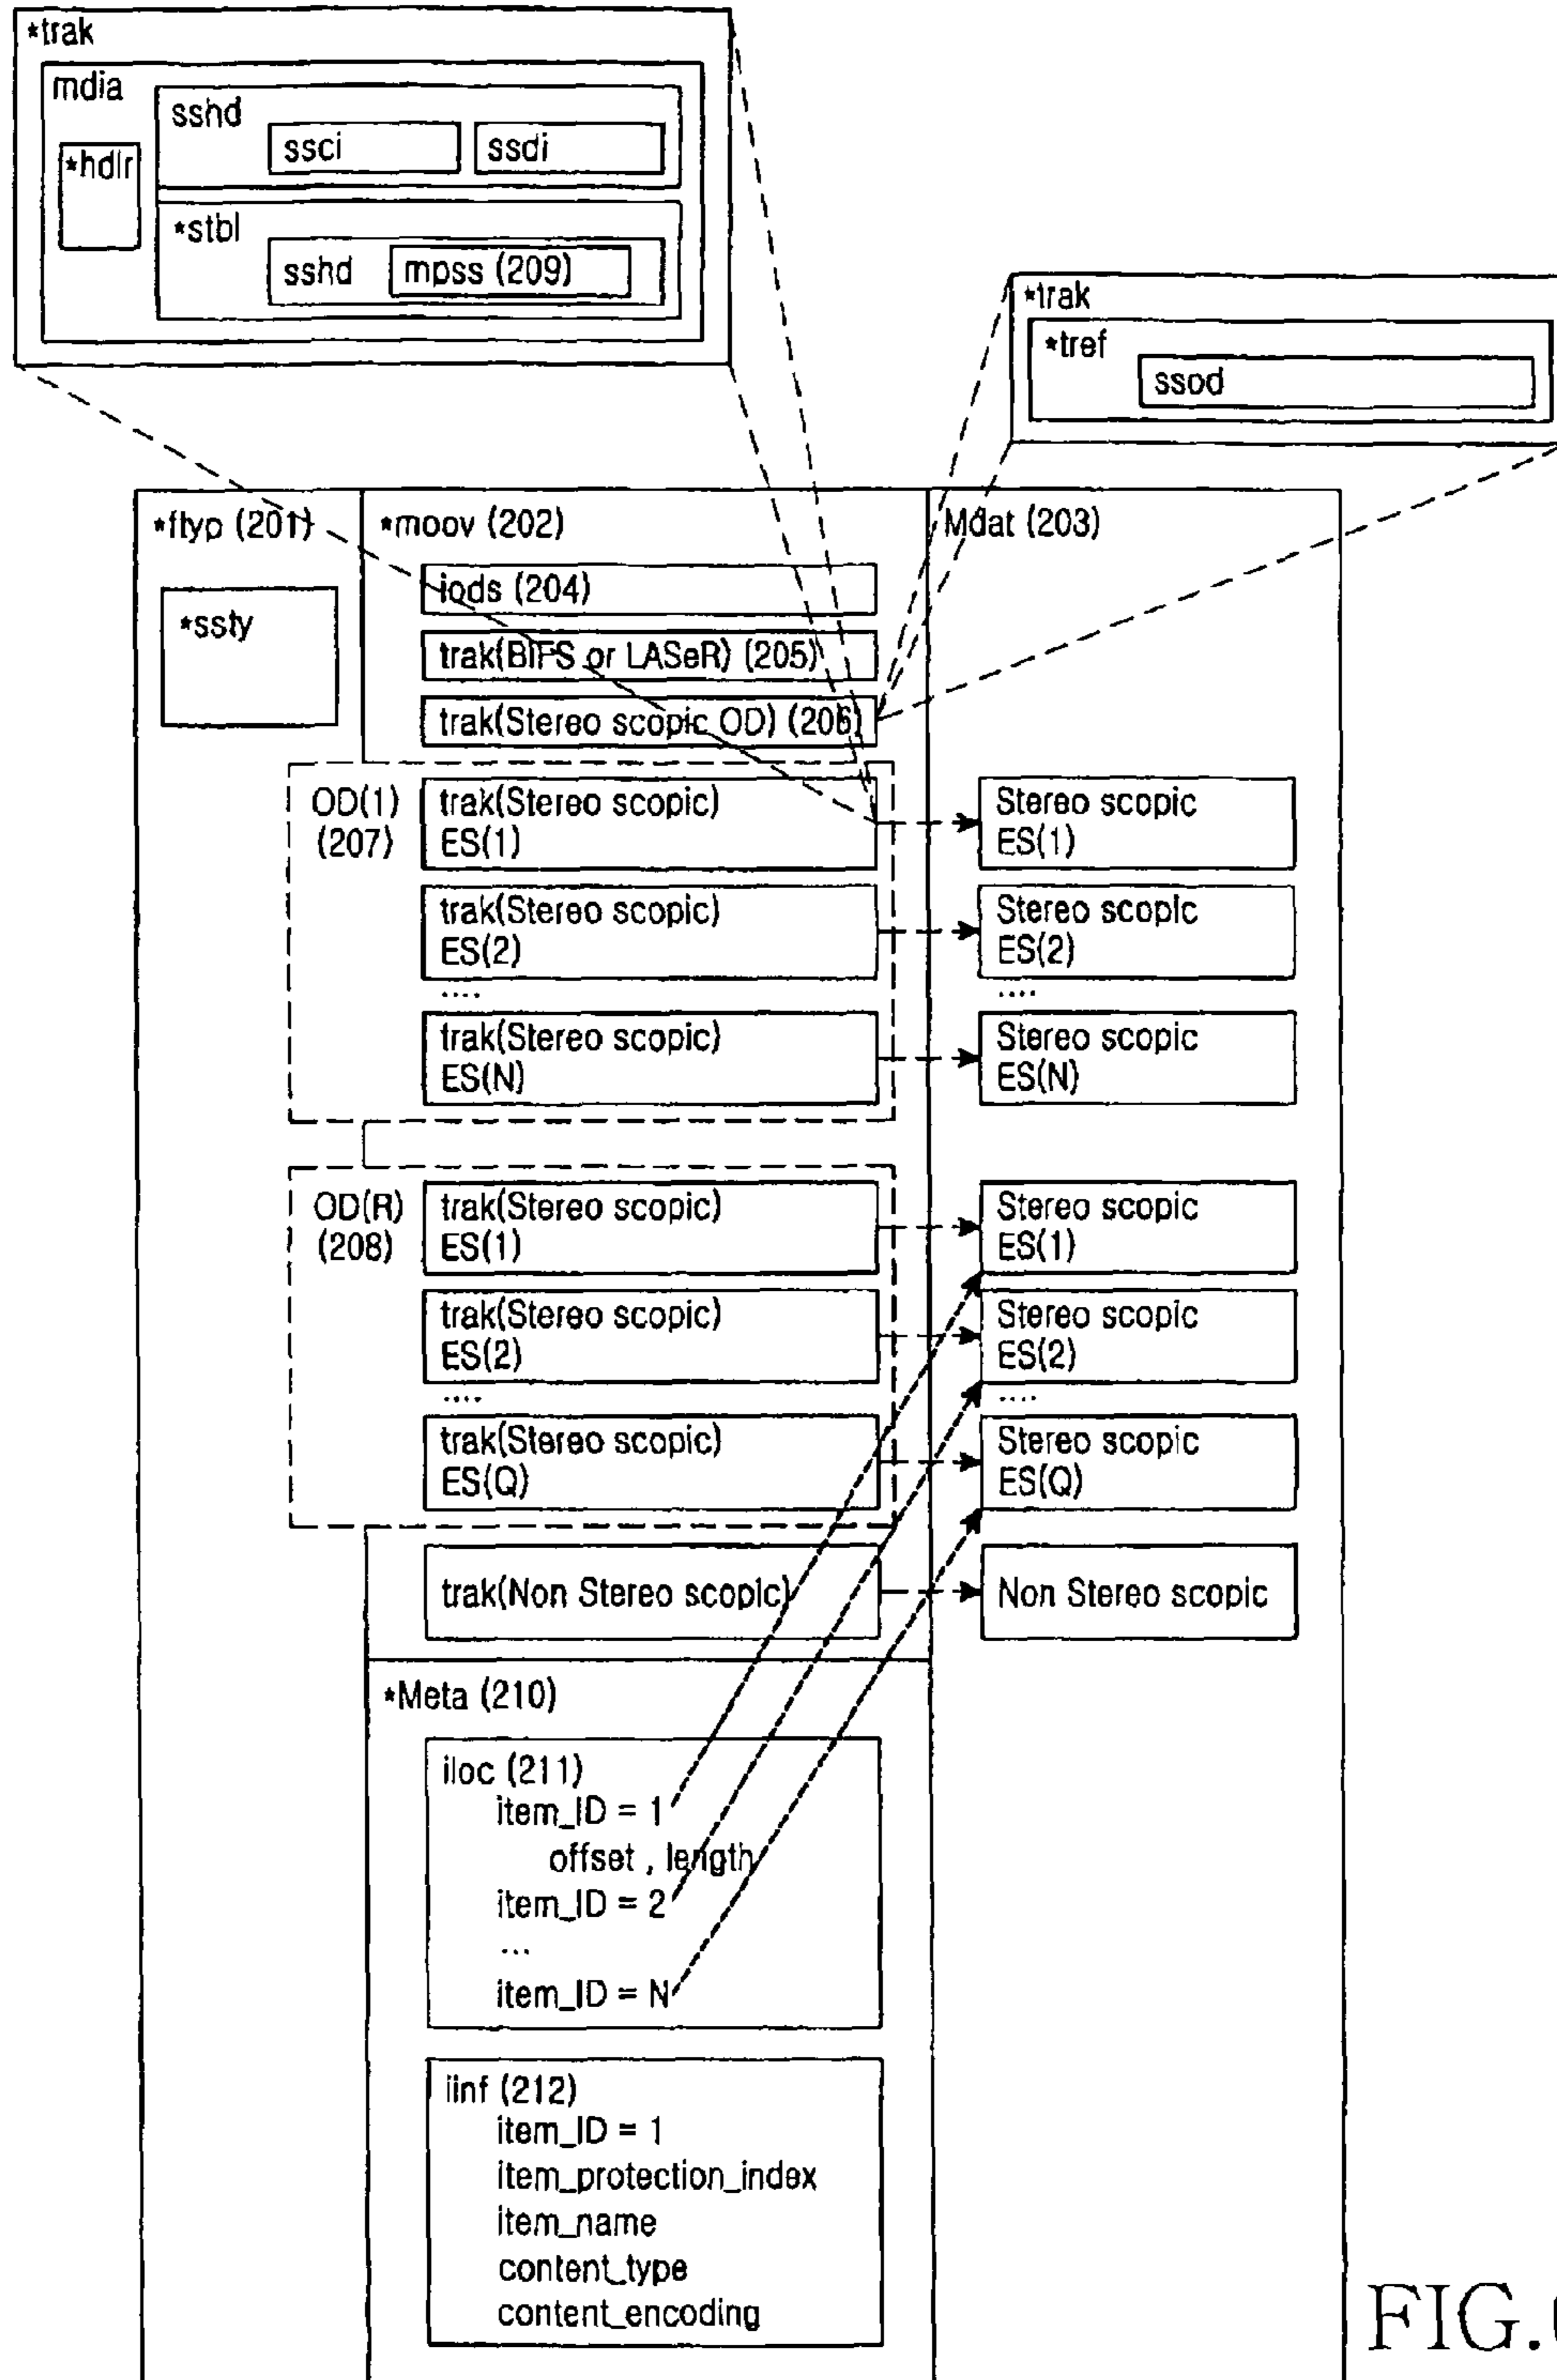 *trak
mdia
sshd
ssci
ssdi
*hdlr
*stbl
sshd
mpss (209)
*trak
*tref
ssod
*ftyp (201)
*moov (202)
Mdat (203)
*ssty
iods (204)
trak(BIFS or LASeR) (205)
trak(Stereo scopic OD) (206)
OD(1)
(207)
trak(Stereo scopic)
ES(1)
Stereo scopic
ES(1)
trak(Stereo scopic)
ES(2)
Stereo scopic
ES(2)
....
....
trak(Stereo scopic)
ES(N)
Stereo scopic
ES(N)
OD(R)
(208)
trak(Stereo scopic)
ES(1)
Stereo scopic
ES(1)
trak(Stereo scopic)
ES(2)
Stereo scopic
ES(2)
....
....
trak(Stereo scopic)
ES(Q)
Stereo scopic
ES(Q)
trak(Non Stereo scopic)
Non Stereo scopic
*Meta (210)
iloc (211)
item_ID = 1
offset , length
item_ID = 2
...
item_ID = N
iinf (212)
item_ID = 1
item_protection_index
item_name
content_type
content_encoding
FIG.